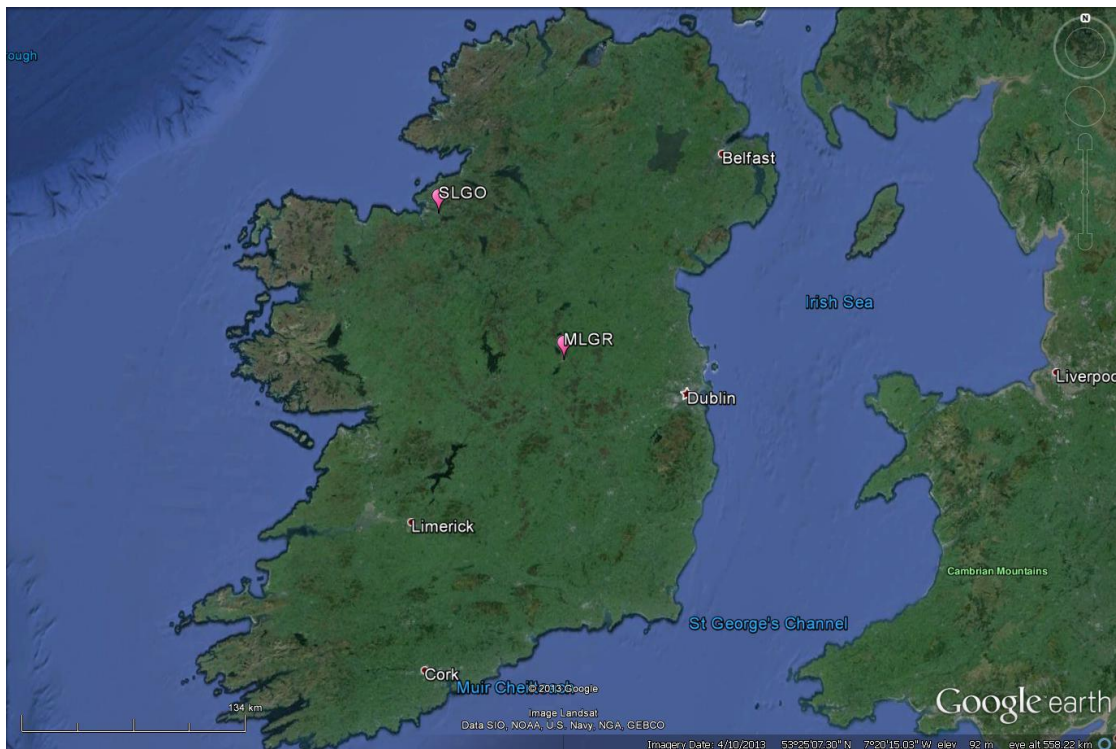 N
ough
Belfast
SLGO
Irish Sea
MLGR
Liverpoo
Dublin
Limerick
Cambrian Mountains
St George's Channel
Cork
© 2013 Google
134 km
Google earth
Image Landsat
Data SIO, NOAA, U.S. Navy, NGA, GEBCO
Imagery Date: 4/10/2013 53°25'07.30" N 7°20'15.03" W elev 92 m eye alt 558.22 km